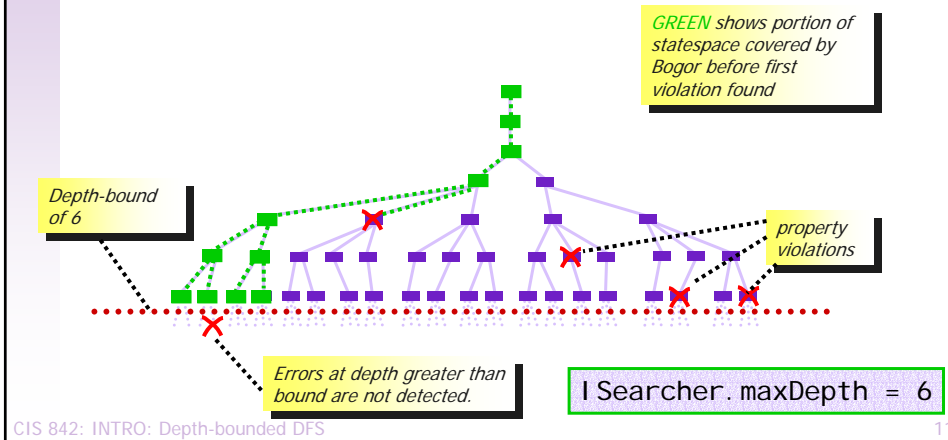 GREEN shows portion of
statespace covered by
Bogor before first
violation found
Depth-bound
of 6
property
violations
Errors at depth greater than
bound are not detected.
ISearcher.maxDepth = 6
CIS 842: INTRO: Depth-bounded DFS